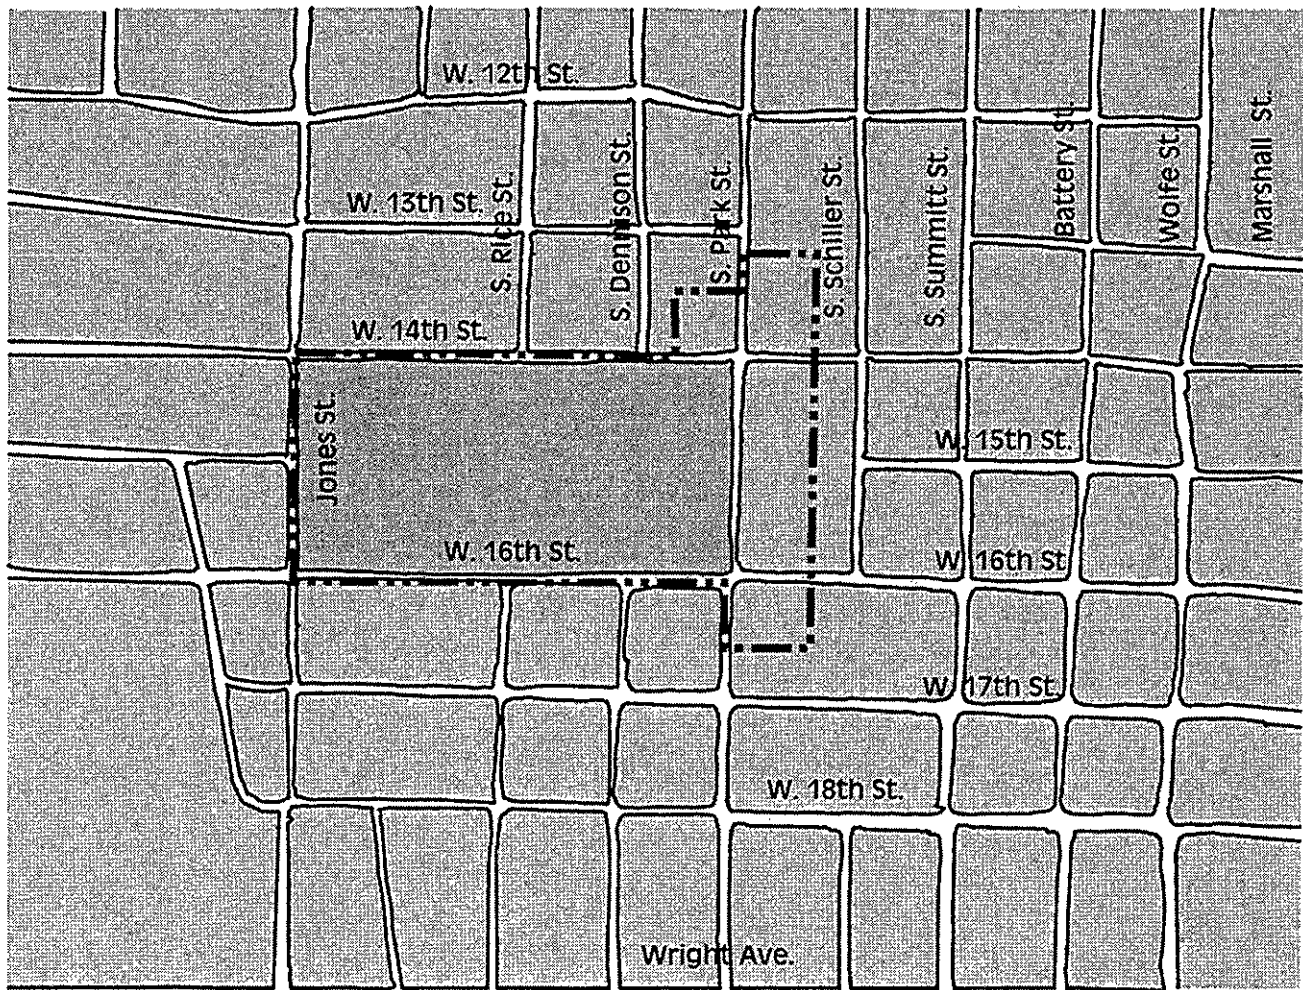 W. 12th St.
Marshall St.
Battery St.
Wolfe St.
S. Dennison St.
S. Park St.
S. Schiller St.
S. Summitt St.
S. Rice St.
W. 13th St.
W. 14th St.
Jones St.
W. 15th St.
W. 16th St.
W. 16th St.
W. 17th St.
W. 18th St.
Wright Ave.